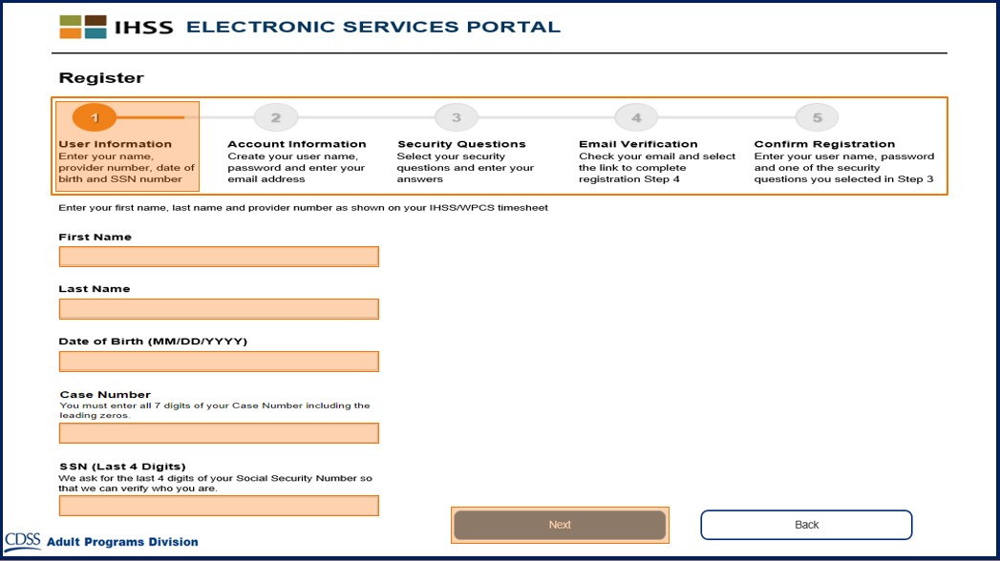 IHSS ELECTRONIC SERVICES PORTAL
Register
1
2
3
4
5
User Information
Enter your name,
provider number, date of
birth and SSN number
Account Information
Create your user name,
password and enter your
email address
Security Questions
Select your security
questions and enter your
answers
Email Verification
Check your email and select
the link to complete
registration Step 4
Confirm Registration
Enter your user name, password
and one of the security
questions you selected in Step 3
Enter your first name, last name and provider number as shown on your IHSS/WPCS timesheet
First Name
Last Name
Date of Birth (MM/DD/YYYY)
Case Number
You must enter all 7 digits of your Case Number including the
leading zeros.
SSN (Last 4 Digits)
We ask for the last 4 digits of your Social Security Number so
that we can verify who you are.
Next
Back
CDSS Adult Programs Division